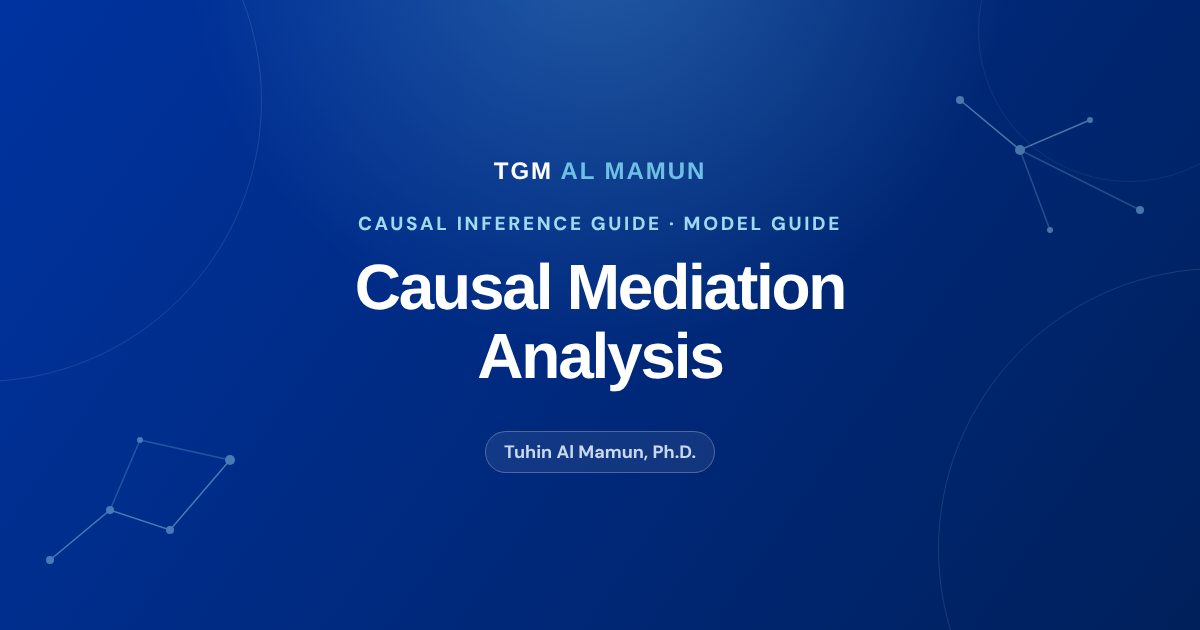 TGM AL MAMUN
CAUSAL INFERENCE GUIDE · MODEL GUIDE
Causal Mediation
Analysis
Tuhin Al Mamun, Ph.D.